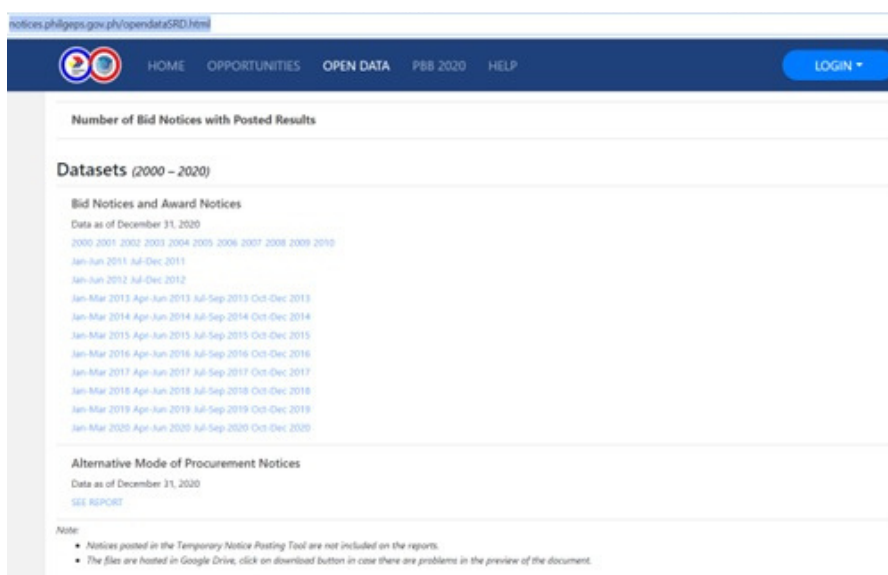 notices.philgeps.gov.ph/opendataSRD.html
HOME OPPORTUNITIES OPEN DATA PBB 2020 HELP LOGIN
Number of Bid Notices with Posted Results
Datasets (2000 – 2020)
Bid Notices and Award Notices
Data as of December 31, 2020
2000 2001 2002 2003 2004 2005 2006 2007 2008 2009 2010
Jan-Jun 2011 Jul-Dec 2011
Jan-Jun 2012 Jul-Dec 2012
Jan-Mar 2013 Apr-Jun 2013 Jul-Sep 2013 Oct-Dec 2013
Jan-Mar 2014 Apr-Jun 2014 Jul-Sep 2014 Oct-Dec 2014
Jan-Mar 2015 Apr-Jun 2015 Jul-Sep 2015 Oct-Dec 2015
Jan-Mar 2016 Apr-Jun 2016 Jul-Sep 2016 Oct-Dec 2016
Jan-Mar 2017 Apr-Jun 2017 Jul-Sep 2017 Oct-Dec 2017
Jan-Mar 2018 Apr-Jun 2018 Jul-Sep 2018 Oct-Dec 2018
Jan-Mar 2019 Apr-Jun 2019 Jul-Sep 2019 Oct-Dec 2019
Jan-Mar 2020 Apr-Jun 2020 Jul-Sep 2020 Oct-Dec 2020
Alternative Mode of Procurement Notices
Data as of December 31, 2020
SEE REPORT
Note:
• Notices posted in the Temporary Notice Posting Tool are not included on the reports.
• The files are hosted in Google Drive, click on download button in case there are problems in the preview of the document.